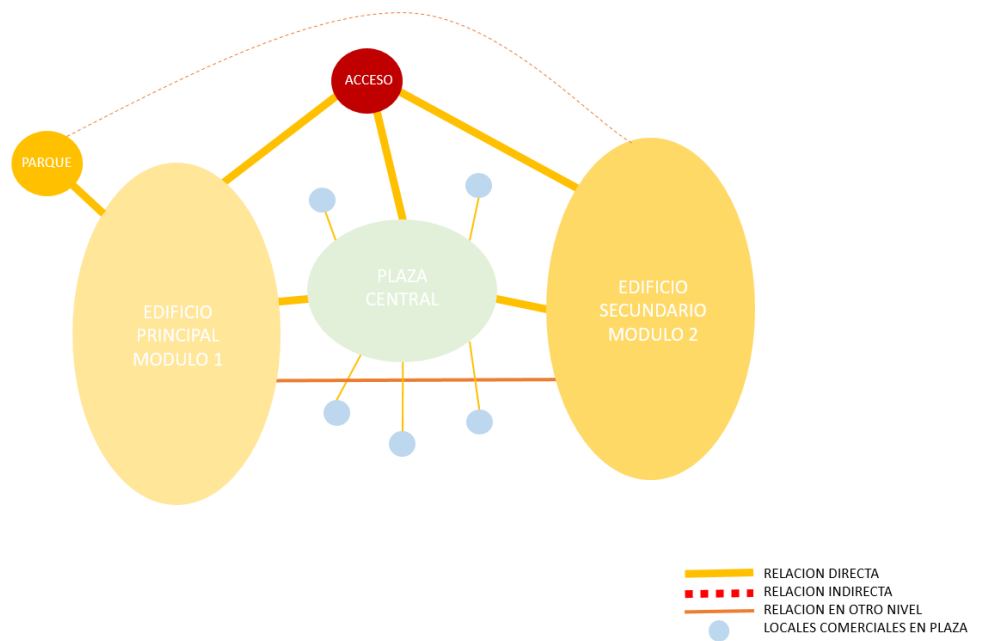 ACCESO
PARQUE
EDIFICIO
PRINCIPAL
MODULO 1
PLAZA
CENTRAL
EDIFICIO
SECUNDARIO
MODULO 2
RELACION DIRECTA
RELACION INDIRECTA
RELACION EN OTRO NIVEL
LOCALES COMERCIALES EN PLAZA